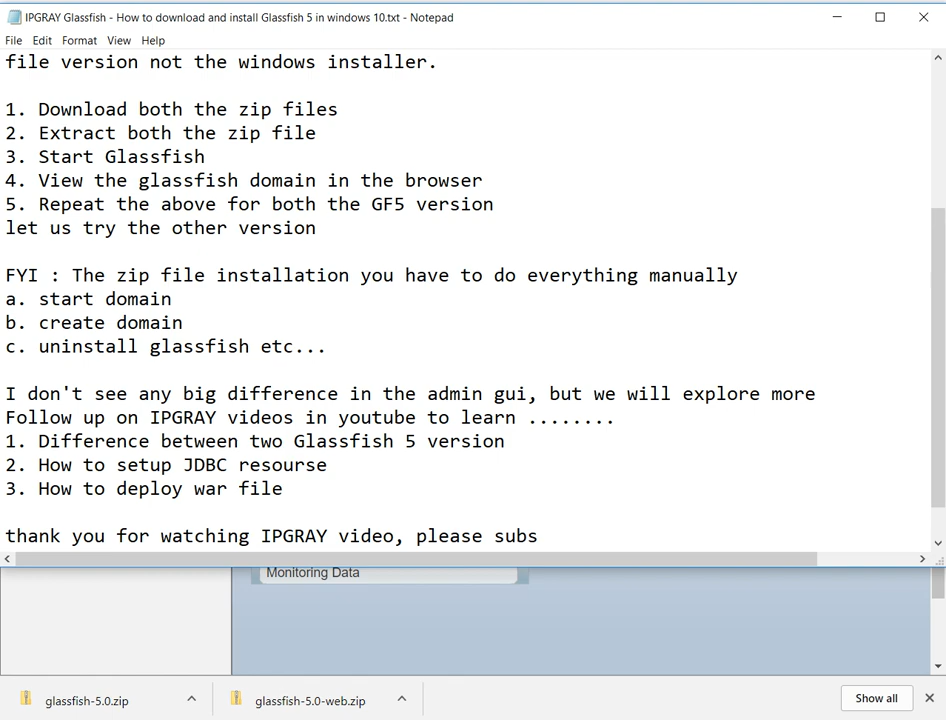 IPGRAY Glassfish - How to download and install Glassfish 5 in windows 10.txt - Notepad
File Edit Format View Help
file version not the windows installer.
1. Download both the zip files
2. Extract both the zip file
3. Start Glassfish
4. View the glassfish domain in the browser
5. Repeat the above for both the GF5 version
let us try the other version
FYI : The zip file installation you have to do everything manually
a. start domain
b. create domain
c. uninstall glassfish etc...
I don't see any big difference in the admin gui, but we will explore more
Follow up on IPGRAY videos in youtube to learn ........
1. Difference between two Glassfish 5 version
2. How to setup JDBC resourse
3. How to deploy war file
thank you for watching IPGRAY video, please subs
Monitoring Data
glassfish-5.0.zip glassfish-5.0-web.zip Show all